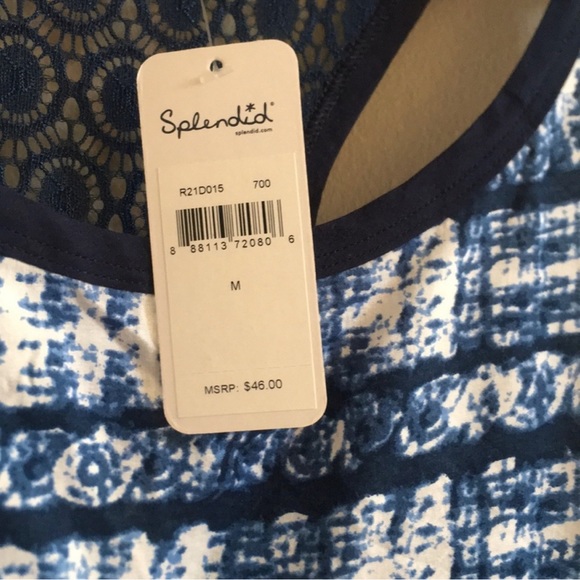 Splendid®
splendid.com
R21D015 700
8 88113 72080 6
M
MSRP: $46.00